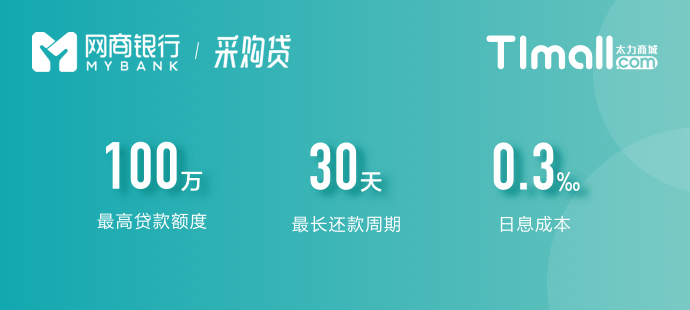 网商银行 / 采购贷
MYBANK
TImall.com 太力商城
100万 30天 0.3‰
最高贷款额度 最长还款周期 日息成本